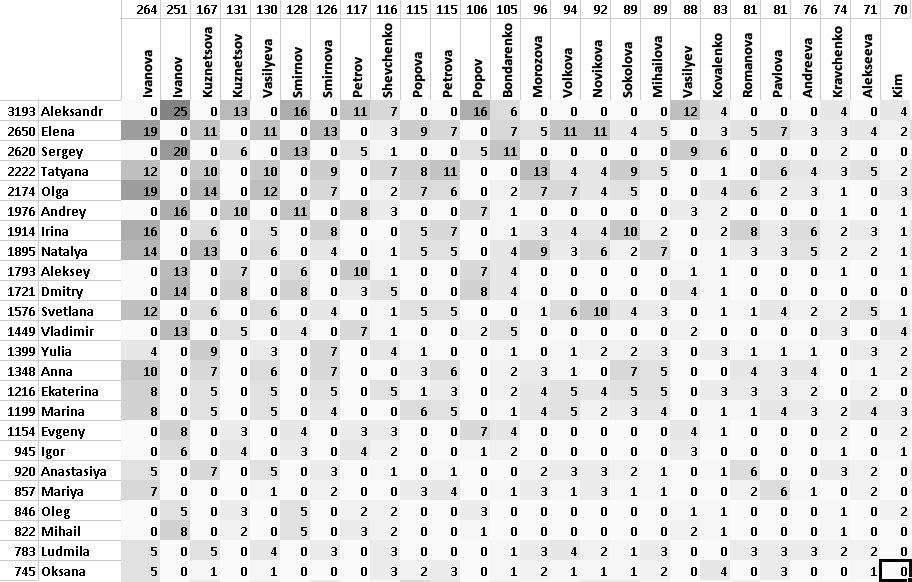 264 251 167 131 130 128 126 117 116 115 115 106 105 96 94 92 89 89 88 83 81 81 76 74 71 70
Ivanova Ivanov Kuznetsova Kuznetsov Vasilyeva Smirnov Smirnova Petrov Shevchenko Popova Petrova Popov Bondarenko Morozova Volkova Novikova Sokolova Mihailova Vasilyev Kovalenko Romanova Pavlova Andreeva Kravchenko Alekseeva Kim
3193 Aleksandr 0 25 0 13 0 16 0 11 7 0 0 16 6 0 0 0 0 0 12 4 0 0 0 4 0 4
2650 Elena 19 0 11 0 11 0 13 0 3 9 7 0 7 5 11 11 4 5 0 3 5 7 3 3 4 2
2620 Sergey 0 20 0 6 0 13 0 5 1 0 0 5 11 0 0 0 0 0 9 6 0 0 0 2 0 0
2222 Tatyana 12 0 10 0 10 0 9 0 7 8 11 0 0 13 4 4 9 5 0 1 0 6 4 3 5 2
2174 Olga 19 0 14 0 12 0 7 0 2 7 6 0 2 7 7 4 5 0 0 4 6 2 3 1 0 3
1976 Andrey 0 16 0 10 0 11 0 8 3 0 0 7 1 0 0 0 0 0 3 2 0 0 0 1 0 1
1914 Irina 16 0 6 0 5 0 8 0 1 5 7 0 1 3 4 4 10 2 0 2 8 3 6 2 3 1
1895 Natalya 14 0 13 0 6 0 4 0 1 5 5 0 4 9 3 6 2 7 0 1 3 3 5 2 2 1
1793 Aleksey 0 13 0 7 0 6 0 10 1 0 0 7 4 0 0 0 0 0 1 1 0 0 0 1 0 1
1721 Dmitry 0 14 0 8 0 8 0 3 5 0 0 8 4 0 0 0 0 0 4 1 0 0 0 0 0 0
1576 Svetlana 12 0 6 0 6 0 4 0 1 5 5 0 0 1 6 10 4 3 0 1 1 4 2 2 5 1
1449 Vladimir 0 13 0 5 0 4 0 7 1 0 0 2 5 0 0 0 0 0 2 0 0 0 0 3 0 4
1399 Yulia 4 0 9 0 3 0 7 0 4 1 0 0 1 0 1 2 2 3 0 3 1 1 1 0 3 2
1348 Anna 10 0 7 0 6 0 7 0 0 3 6 0 2 3 1 0 7 5 0 0 4 3 4 0 1 2
1216 Ekaterina 8 0 5 0 5 0 5 0 5 1 3 0 2 4 5 4 5 5 0 3 3 3 2 0 2 0
1199 Marina 8 0 5 0 5 0 4 0 0 6 5 0 1 4 5 2 3 4 0 1 1 4 3 2 4 3
1154 Evgeny 0 8 0 3 0 4 0 3 3 0 0 7 4 0 0 0 0 0 4 1 0 0 0 2 0 2
945 Igor 0 6 0 4 0 3 0 4 2 0 0 1 2 0 0 0 0 0 3 0 0 0 0 1 0 1
920 Anastasiya 5 0 7 0 5 0 3 0 1 0 1 0 0 2 3 3 2 1 0 1 6 0 0 3 2 0
857 Mariya 7 0 0 0 1 0 2 0 0 3 4 0 1 3 1 3 1 1 0 0 2 6 1 0 2 0
846 Oleg 0 5 0 3 0 5 0 2 2 0 0 3 0 0 0 0 0 0 1 1 0 0 0 1 0 2
822 Mihail 0 8 0 2 0 5 0 3 2 0 0 1 0 0 0 0 0 0 2 1 0 0 0 1 0 0
783 Ludmila 5 0 5 0 4 0 3 0 3 0 0 0 1 3 4 2 1 3 0 0 3 3 3 2 2 0
745 Oksana 5 0 1 0 1 0 0 0 3 2 3 0 1 2 1 1 1 2 0 4 0 3 0 0 1 0